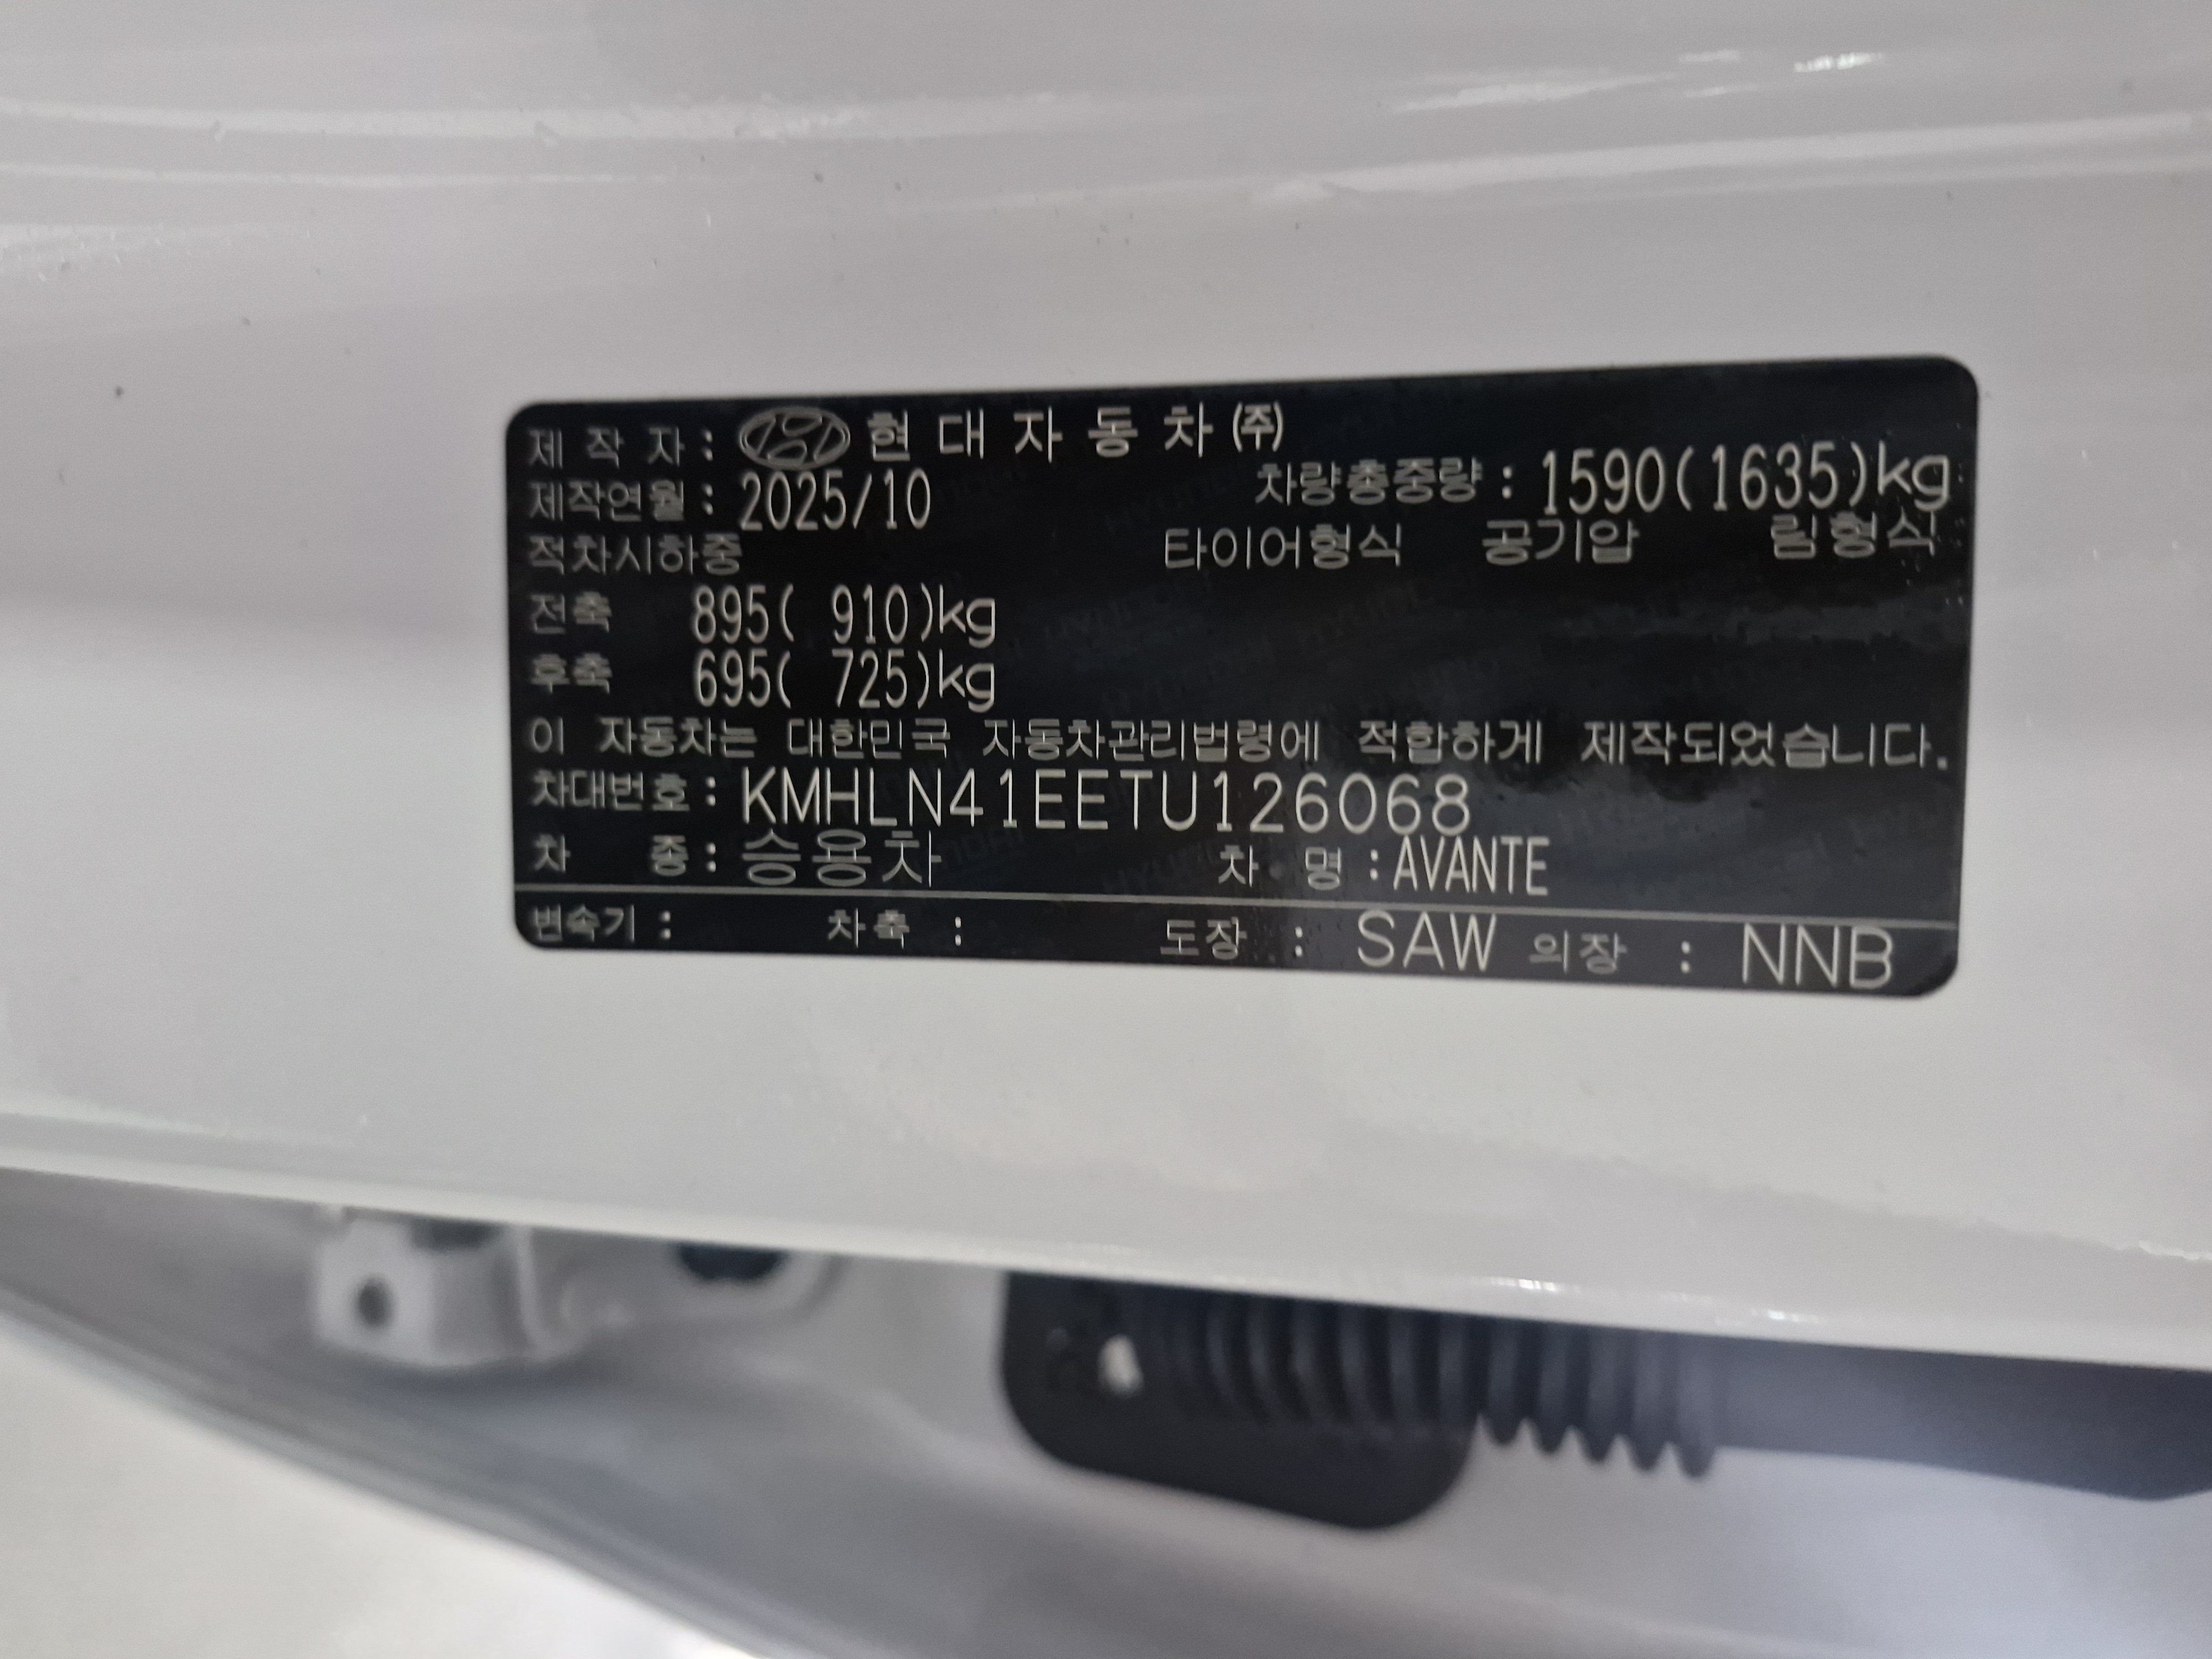 제 작 자 : 현 대 자 동 차 ㈜
제작연월 : 2025/10 차량총중량 : 1590(1635)kg
적차시하중 타이어형식 공기압 림형식
전축 895( 910)kg
후축 695( 725)kg
이 자동차는 대한민국 자동차관리법령에 적합하게 제작되었습니다.
차대번호 : KMHLN41EETU126068
차 종 : 승용차 차 명 : AVANTE
변속기 : 차축 : 도장 : SAW 의장 : NNB